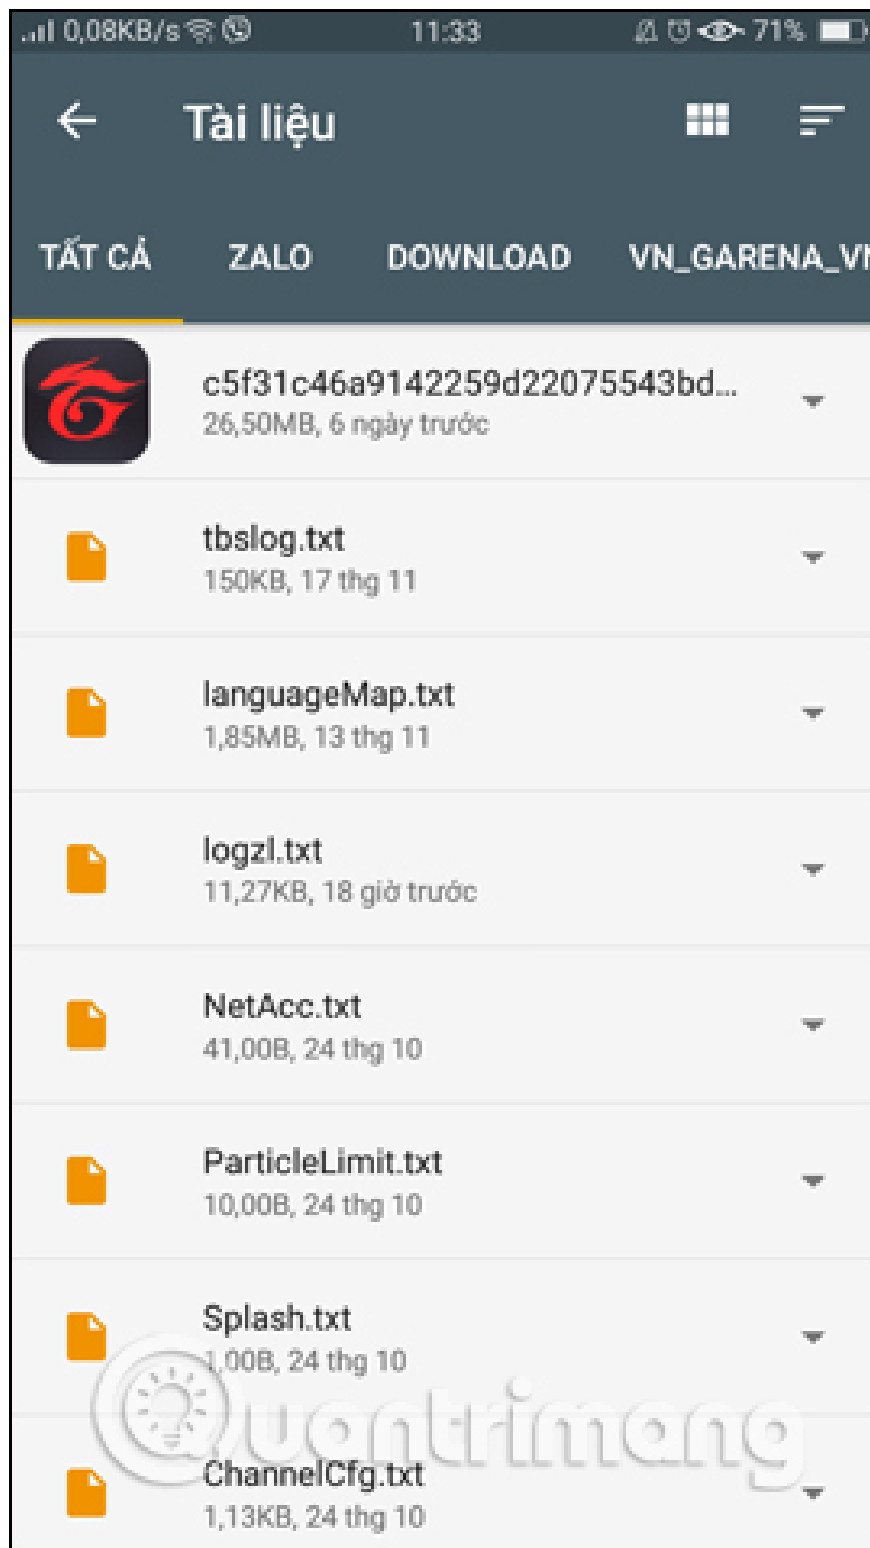 0,08KB/s 11:33 71%
Tài liệu
TẤT CẢ ZALO DOWNLOAD VN_GARENA_VN
c5f31c46a9142259d22075543bd...
26,50MB, 6 ngày trước
tbslog.txt
150KB, 17 thg 11
languageMap.txt
1,85MB, 13 thg 11
logzl.txt
11,27KB, 18 giờ trước
NetAcc.txt
41,00B, 24 thg 10
ParticleLimit.txt
10,00B, 24 thg 10
Splash.txt
1,00B, 24 thg 10
Quantrimang
ChannelCfg.txt
1,13KB, 24 thg 10